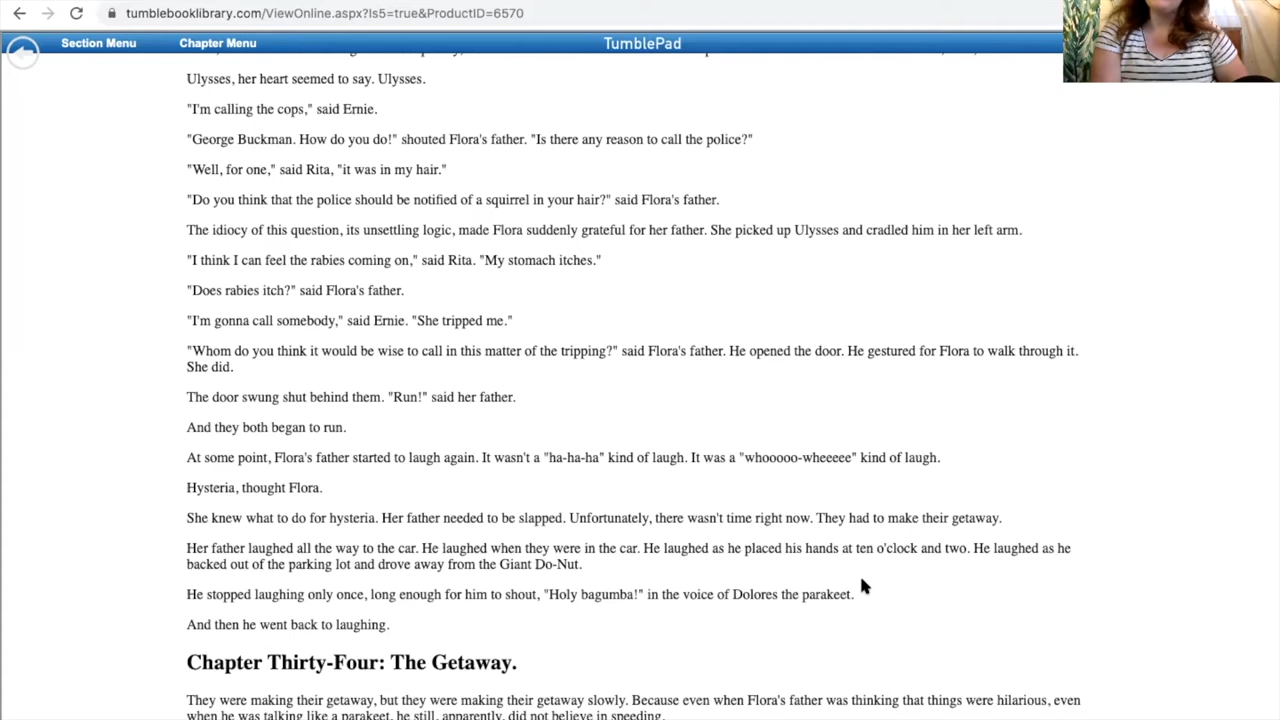 tumblebooklibrary.com/ViewOnline.aspx?ls5=true&ProductID=6570
Section Menu Chapter Menu TumblePad
Ulysses, her heart seemed to say. Ulysses.
"I'm calling the cops," said Ernie.
"George Buckman. How do you do!" shouted Flora's father. "Is there any reason to call the police?"
"Well, for one," said Rita, "it was in my hair."
"Do you think that the police should be notified of a squirrel in your hair?" said Flora's father.
The idiocy of this question, its unsettling logic, made Flora suddenly grateful for her father. She picked up Ulysses and cradled him in her left arm.
"I think I can feel the rabies coming on," said Rita. "My stomach itches."
"Does rabies itch?" said Flora's father.
"I'm gonna call somebody," said Ernie. "She tripped me."
"Whom do you think it would be wise to call in this matter of the tripping?" said Flora's father. He opened the door. He gestured for Flora to walk through it.
She did.
The door swung shut behind them. "Run!" said her father.
And they both began to run.
At some point, Flora's father started to laugh again. It wasn't a "ha-ha-ha" kind of laugh. It was a "whooooo-wheeeee" kind of laugh.
Hysteria, thought Flora.
She knew what to do for hysteria. Her father needed to be slapped. Unfortunately, there wasn't time right now. They had to make their getaway.
Her father laughed all the way to the car. He laughed when they were in the car. He laughed as he placed his hands at ten o'clock and two. He laughed as he
backed out of the parking lot and drove away from the Giant Do-Nut.
He stopped laughing only once, long enough for him to shout, "Holy bagumba!" in the voice of Dolores the parakeet.
And then he went back to laughing.
Chapter Thirty-Four: The Getaway.
They were making their getaway, but they were making their getaway slowly. Because even when Flora's father was thinking that things were hilarious, even
when he was talking like a parakeet, he still, apparently, did not believe in speeding.